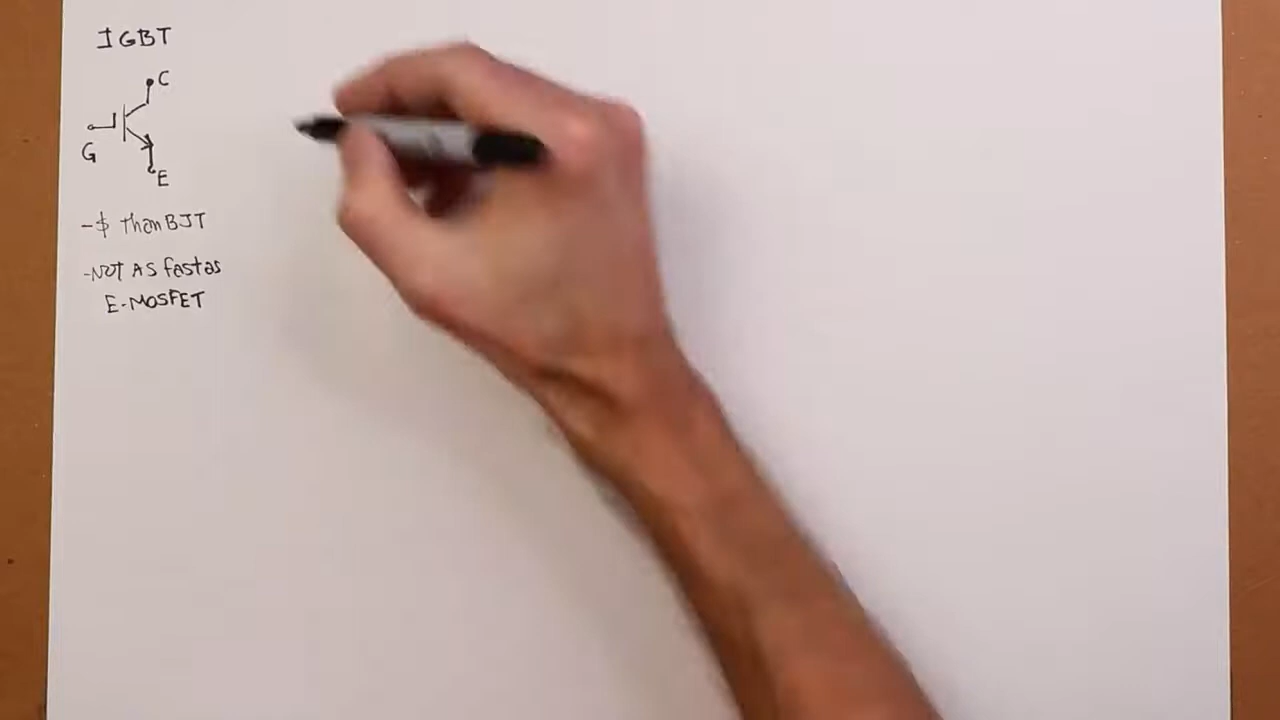 IGBT
C
G
E
-$ than BJT
-NOT AS fast as
E-MOSFET